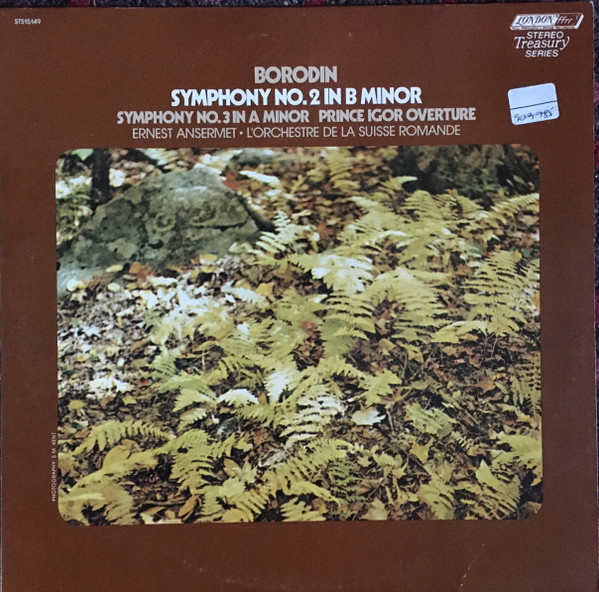 STS15149
LONDON ffrr
STEREO
Treasury
SERIES
BORODIN
SYMPHONY NO. 2 IN B MINOR
SYMPHONY NO. 3 IN A MINOR PRINCE IGOR OVERTURE
ERNEST ANSERMET • L'ORCHESTRE DE LA SUISSE ROMANDE
PHOTOGRAPHY: S. M. KENT